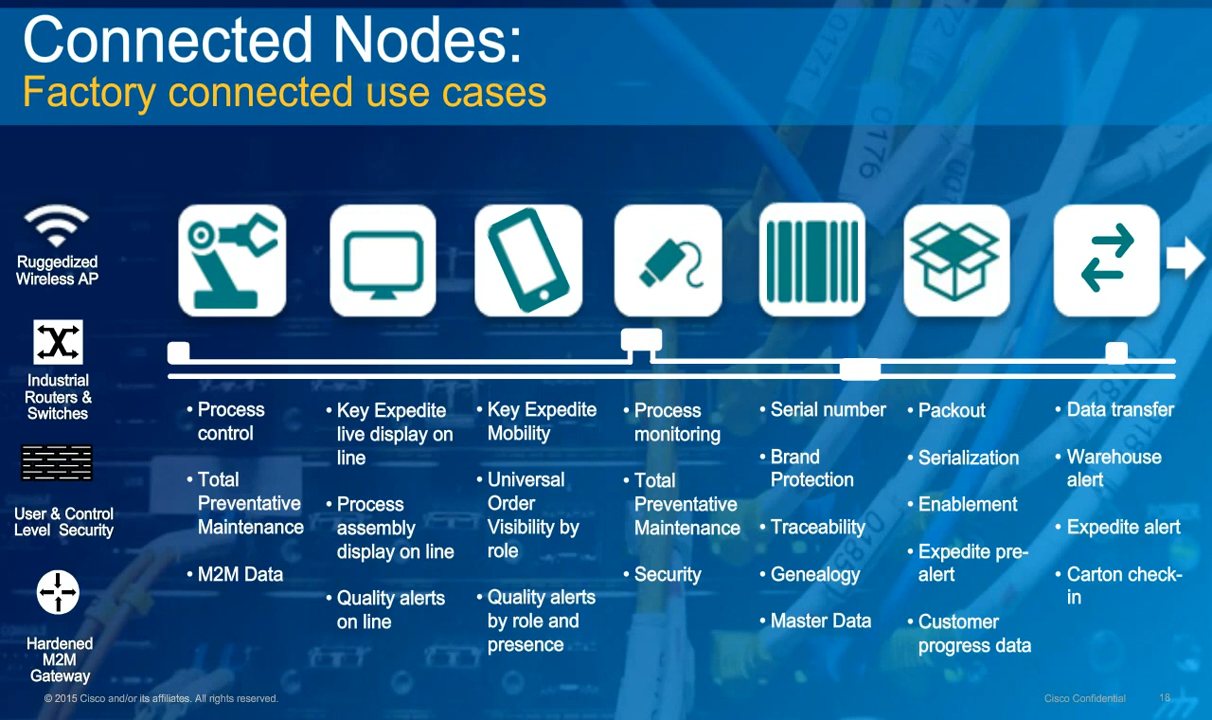 Connected Nodes:
Factory connected use cases
Ruggedized
Wireless AP
Industrial
Routers &
Switches
User & Control
Level Security
Hardened
M2M
Gateway
• Process
control
• Total
Preventative
Maintenance
• M2M Data
• Key Expedite
live display on
line
• Process
assembly
display on line
• Quality alerts
on line
• Key Expedite
Mobility
• Universal
Order
Visibility by
role
• Quality alerts
by role and
presence
• Process
monitoring
• Total
Preventative
Maintenance
• Security
• Serial number
• Brand
Protection
• Traceability
• Genealogy
• Master Data
• Packout
• Serialization
• Enablement
• Expedite pre-
alert
• Customer
progress data
• Data transfer
• Warehouse
alert
• Expedite alert
• Carton check-
in
© 2015 Cisco and/or its affiliates. All rights reserved.
Cisco Confidential
18
0171
0176